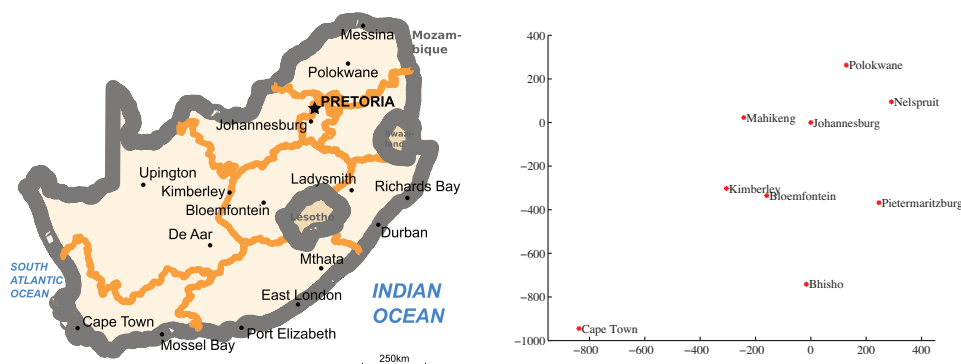 Messina
Mozam-
bique
Polokwane
PRETORIA
Johannesburg
Swazi-
land
Upington
Ladysmith
Kimberley
Richards Bay
Bloemfontein
Lesotho
De Aar
Durban
Mthata
SOUTH
ATLANTIC
OCEAN
East London
INDIAN
OCEAN
Cape Town
Port Elizabeth
Mossel Bay
250km
400
200
0
−200
−400
−600
−800
−1000
Polokwane
Nelspruit
Mahikeng
Johannesburg
Kimberley
Bloemfontein
Pietermaritzburg
Bhisho
Cape Town
−800 −600 −400 −200 0 200 400